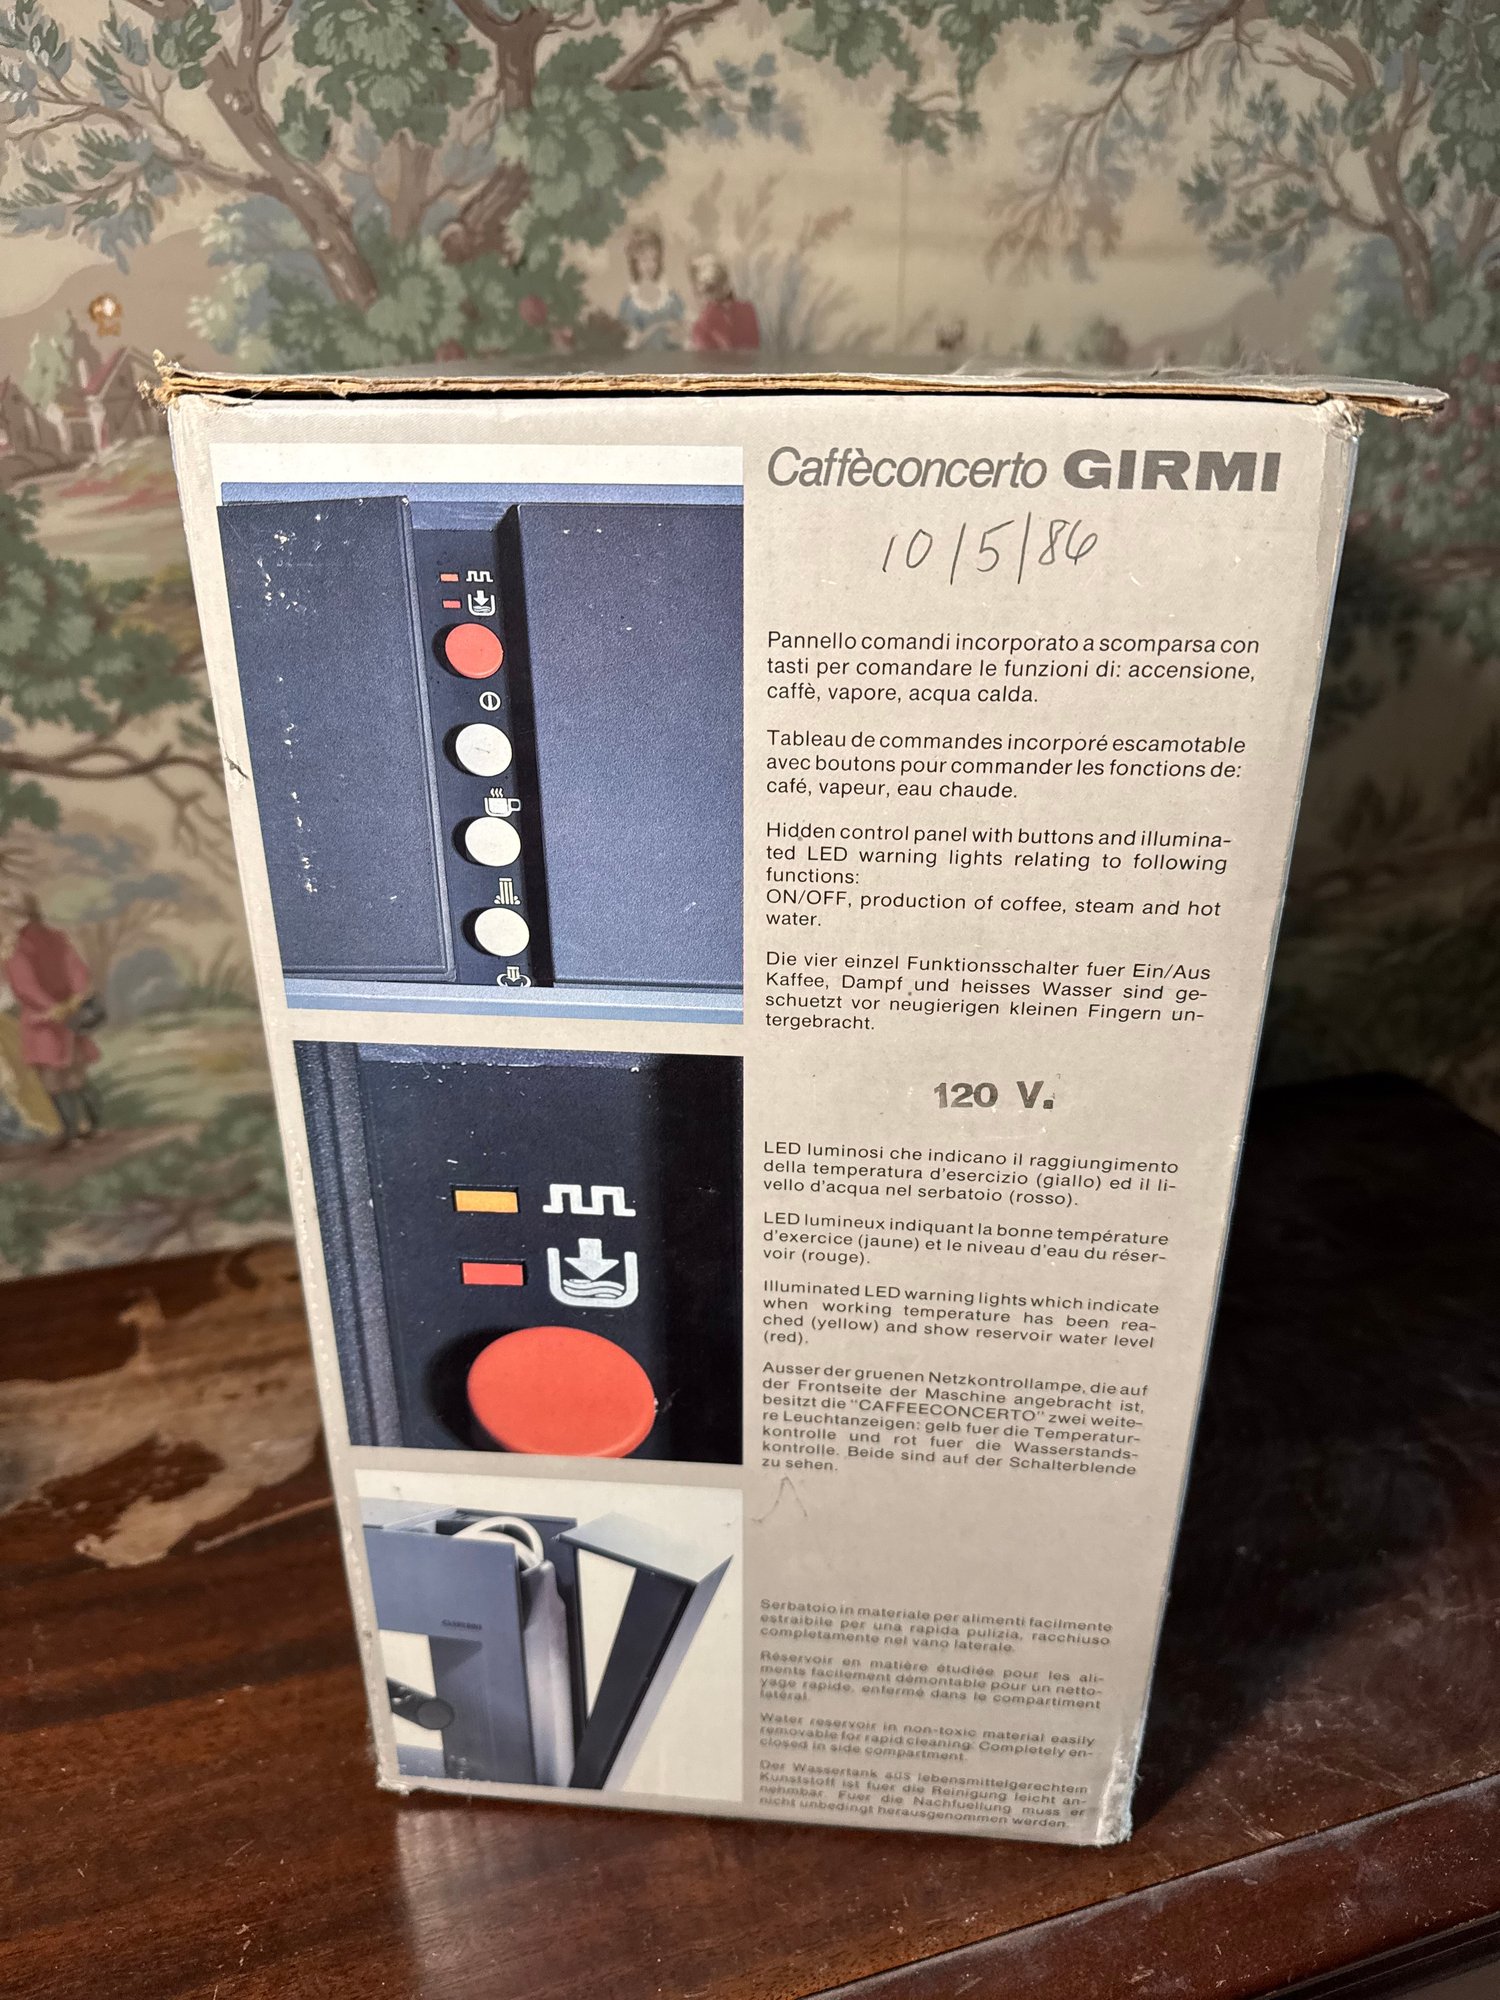 Caffèconcerto GIRMI
10/5/86
Pannello comandi incorporato a scomparsa con
tasti per comandare le funzioni di: accensione,
caffè, vapore, acqua calda.
Tableau de commandes incorporé escamotable
avec boutons pour commander les fonctions de:
café, vapeur, eau chaude.
Hidden control panel with buttons and illumina-
ted LED warning lights relating to following
functions:
ON/OFF, production of coffee, steam and hot
water.
Die vier einzel Funktionsschalter fuer Ein/Aus
Kaffee, Dampf und heisses Wasser sind ge-
schuetzt vor neugierigen kleinen Fingern un-
tergebracht.
120 V.
LED luminosi che indicano il raggiungimento
della temperatura d'esercizio (giallo) ed il li-
vello d'acqua nel serbatoio (rosso).
LED lumineux indiquant la bonne température
d'exercice (jaune) et le niveau d'eau du réser-
voir (rouge).
Illuminated LED warning lights which indicate
when working temperature has been rea-
ched (yellow) and show reservoir water level
(red).
Ausser der gruenen Netzkontrollampe, die auf
der Frontseite der Maschine angebracht ist,
besitzt die "CAFFEECONCERTO" zwei weite-
re Leuchtanzeigen: gelb fuer die Temperatur-
kontrolle und rot fuer die Wasserstands-
kontrolle. Beide sind auf der Schalterblende
zu sehen.
Serbatoio in materiale per alimenti facilmente
estraibile per una rapida pulizia, racchiuso
completamente nel vano laterale.
Réservoir en matière étudiée pour les ali-
ments facilement démontable pour un netto-
yage rapide, enfermé dans le compartiment
latéral.
Water reservoir in non-toxic material easily
removable for rapid cleaning. Completely en-
closed in side compartment.
Der Wassertank aus lebensmittelgerechtem
Kunststoff ist fuer die Reinigung leicht an-
nehmbar. Fuer die Nachfuellung muss er
nicht unbedingt herausgenommen werden.